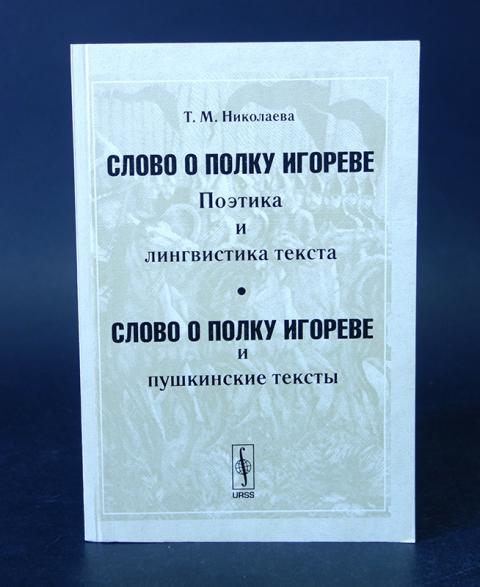 Т. М. Николаева
СЛОВО О ПОЛКУ ИГОРЕВЕ
Поэтика
и
лингвистика текста
•
СЛОВО О ПОЛКУ ИГОРЕВЕ
и
пушкинские тексты
URSS